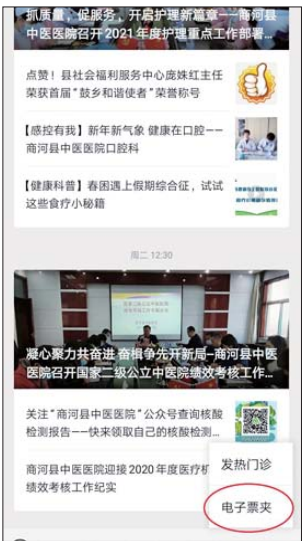 抓质量，促服务，开启护理新篇章——商河县
中医医院召开2021年度护理重点工作部署...
点赞！县社会福利服务中心庞姝红主任
荣获首届“鼓乡和谐使者”荣誉称号
【感控有我】新年新气象 健康在口腔——
商河县中医医院口腔科
【健康科普】春困遇上假期综合征，试试
这些食疗小秘籍
周二 12:30
凝心聚力共奋进 奋楫争先开新局-商河县中医
医院召开国家二级公立中医院绩效考核工作...
关注“商河县中医医院”公众号查询核酸
检测报告——快来领取自己的核酸检测...
商河县中医医院迎接2020年度医疗机
绩效考核工作纪实
发热门诊
电子票夹